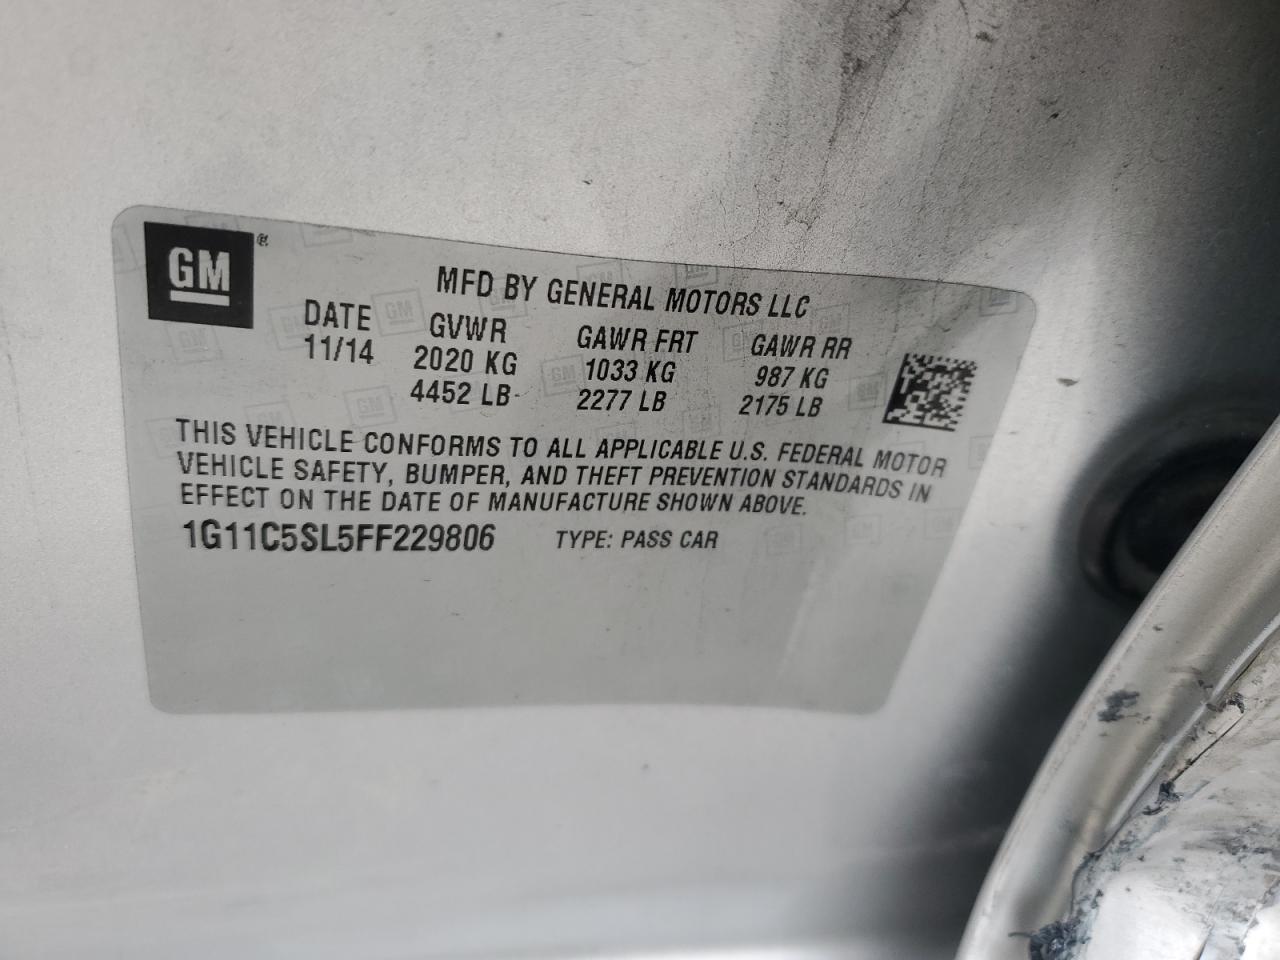 GM ®
MFD BY GENERAL MOTORS LLC
DATE GVWR GAWR FRT GAWR RR
11/14 2020 KG 1033 KG 987 KG
4452 LB 2277 LB 2175 LB
THIS VEHICLE CONFORMS TO ALL APPLICABLE U.S. FEDERAL MOTOR
VEHICLE SAFETY, BUMPER, AND THEFT PREVENTION STANDARDS IN
EFFECT ON THE DATE OF MANUFACTURE SHOWN ABOVE.
1G11C5SL5FF229806 TYPE: PASS CAR